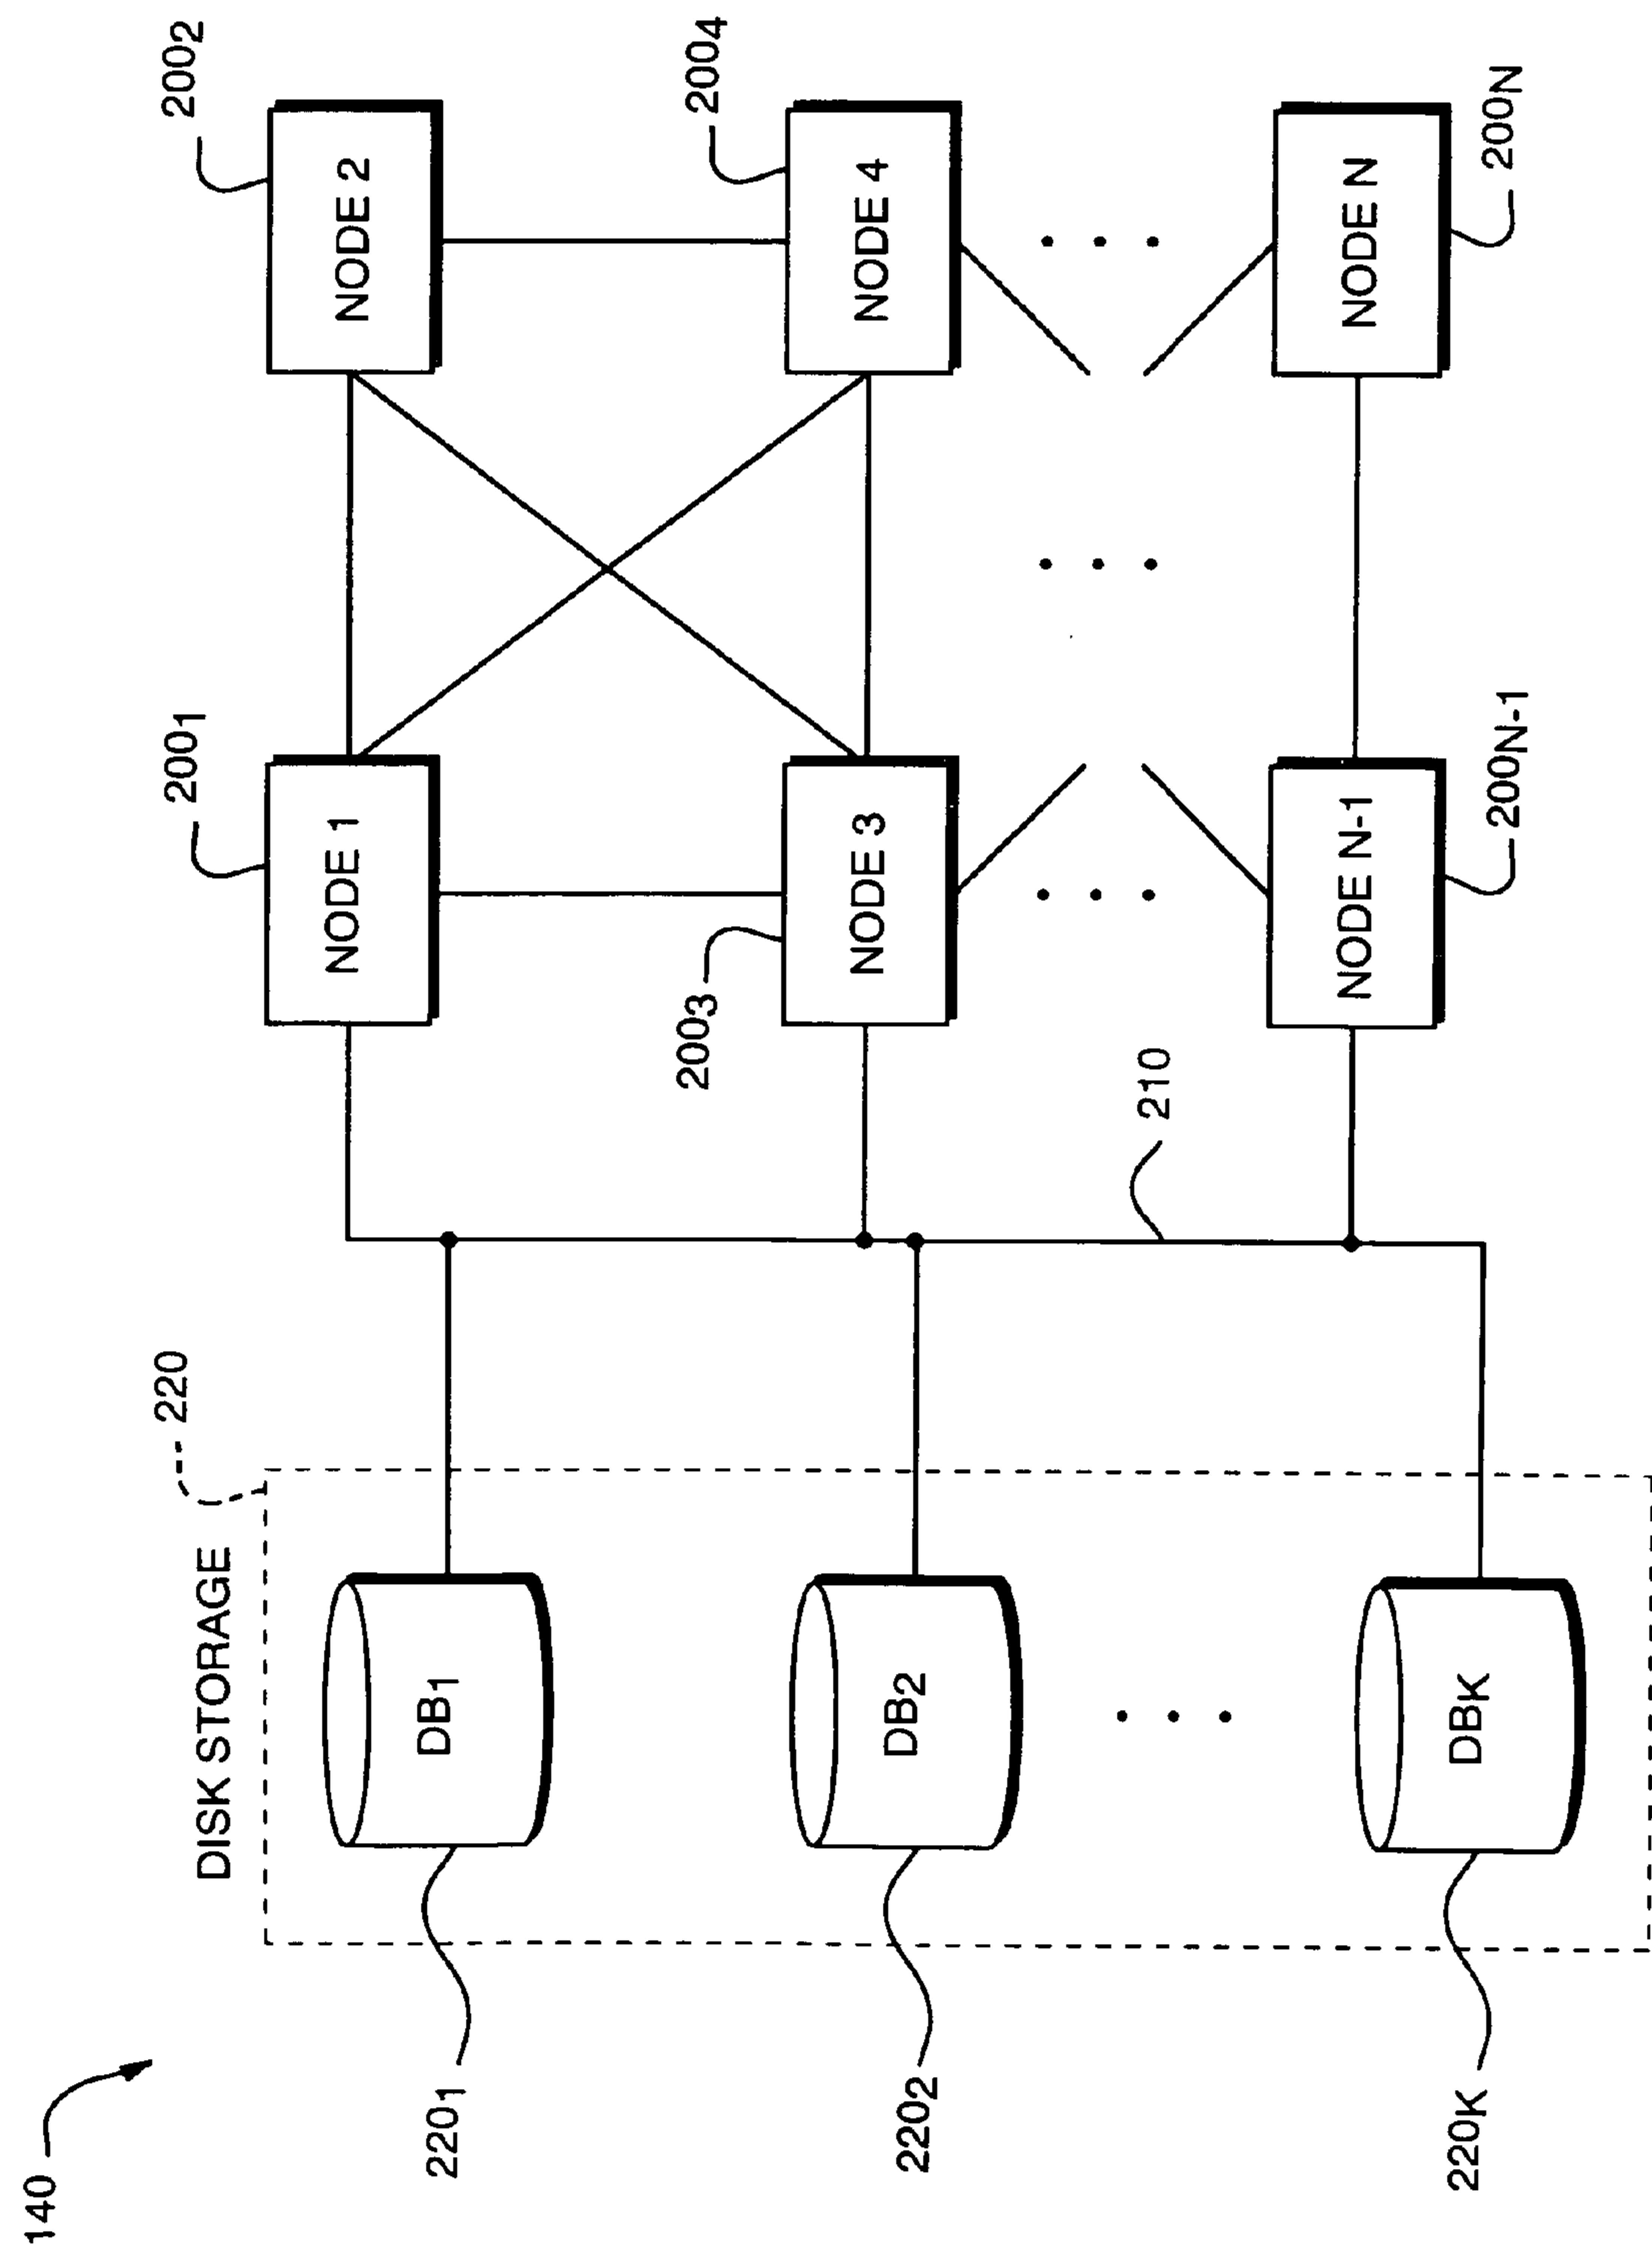 140
DISK STORAGE
220
220₁
DB₁
220₂
DB₂
220K
DBK
210
200₁
NODE 1
200₂
NODE 2
200₃
NODE 3
200₄
NODE 4
NODE N-1
200N-1
NODE N
200N